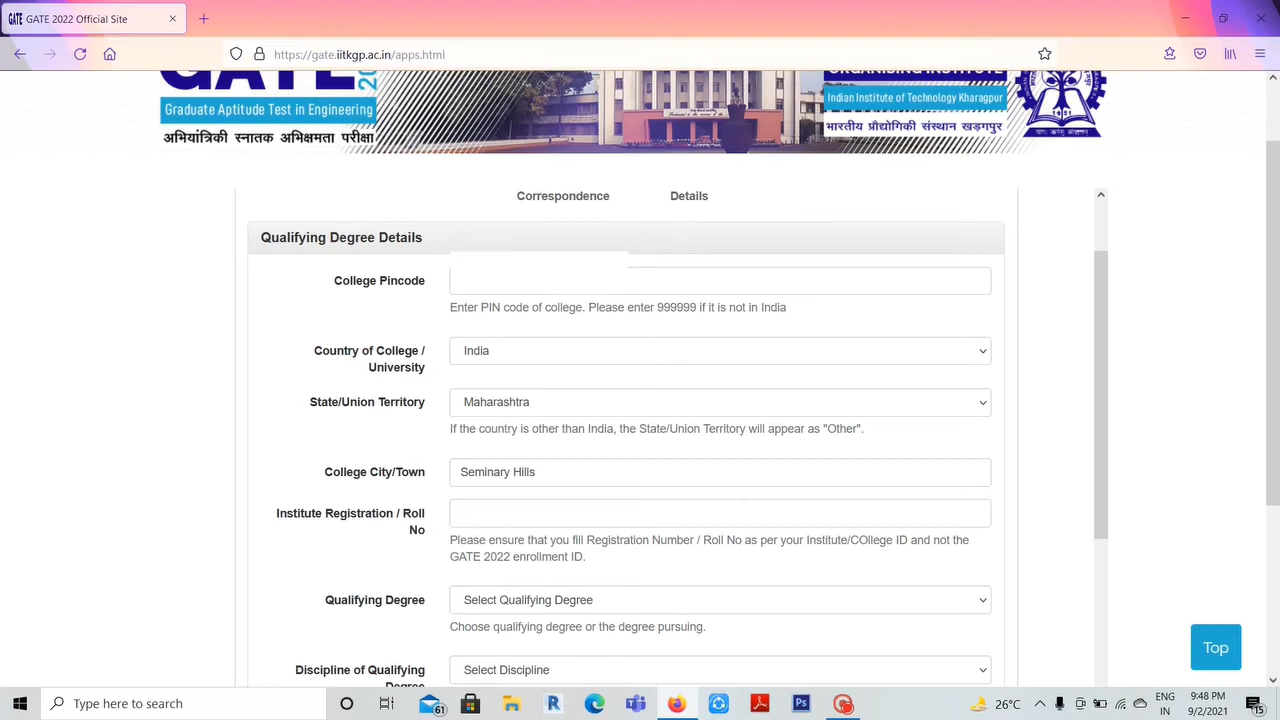 GATE GATE 2022 Official Site
https://gate.iitkgp.ac.in/apps.html
GATE
Graduate Aptitude Test in Engineering
अभियांत्रिकी स्नातक अभिक्षमता परीक्षा
ORGANISING INSTITUTE
Indian Institute of Technology Kharagpur
भारतीय प्रौद्योगिकी संस्थान खड़गपुर
Correspondence Details
Qualifying Degree Details
College Pincode
Enter PIN code of college. Please enter 999999 if it is not in India
Country of College / India
University
State/Union Territory Maharashtra
If the country is other than India, the State/Union Territory will appear as "Other".
College City/Town Seminary Hills
Institute Registration / Roll
No
Please ensure that you fill Registration Number / Roll No as per your Institute/COllege ID and not the
GATE 2022 enrollment ID.
Qualifying Degree Select Qualifying Degree
Choose qualifying degree or the degree pursuing.
Discipline of Qualifying Select Discipline
Degree
Top
Type here to search
61
26°C
ENG
IN
9:48 PM
9/2/2021
15